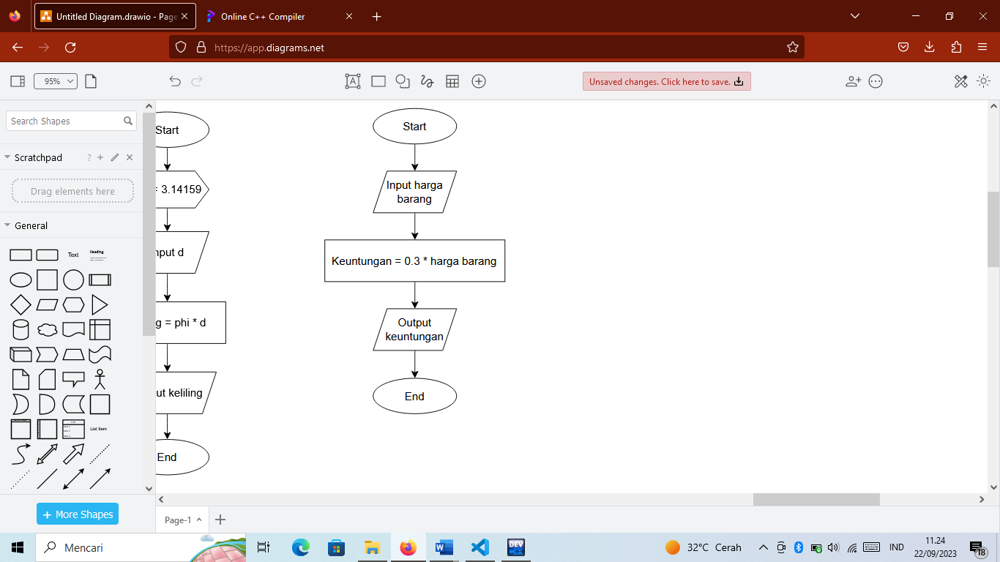 Untitled Diagram.drawio - Page
Online C++ Compiler
https://app.diagrams.net
95%
Unsaved changes. Click here to save.
Search Shapes
Scratchpad
?
Drag elements here
General
Text
Heading
List Item
More Shapes
Start
= 3.14159
nput d
g = phi * d
ut keliling
End
Start
Input harga
barang
Keuntungan = 0.3 * harga barang
Output
keuntungan
End
Page-1
Mencari
DEV
32°C Cerah
IND
11.24
22/09/2023
18